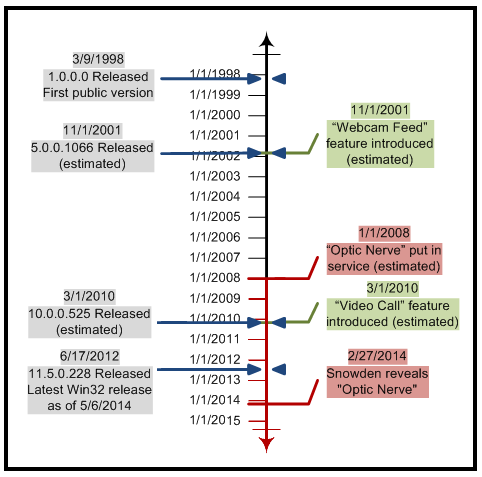 3/9/1998
1.0.0.0 Released
First public version
11/1/2001
5.0.0.1066 Released
(estimated)
3/1/2010
10.0.0.525 Released
(estimated)
6/17/2012
11.5.0.228 Released
Latest Win32 release
as of 5/6/2014
1/1/1998
1/1/1999
1/1/2000
1/1/2001
1/1/2002
1/1/2003
1/1/2004
1/1/2005
1/1/2006
1/1/2007
1/1/2008
1/1/2009
1/1/2010
1/1/2011
1/1/2012
1/1/2013
1/1/2014
1/1/2015
11/1/2001
“Webcam Feed”
feature introduced
(estimated)
1/1/2008
“Optic Nerve” put in
service (estimated)
3/1/2010
“Video Call” feature
introduced (estimated)
2/27/2014
Snowden reveals
"Optic Nerve"